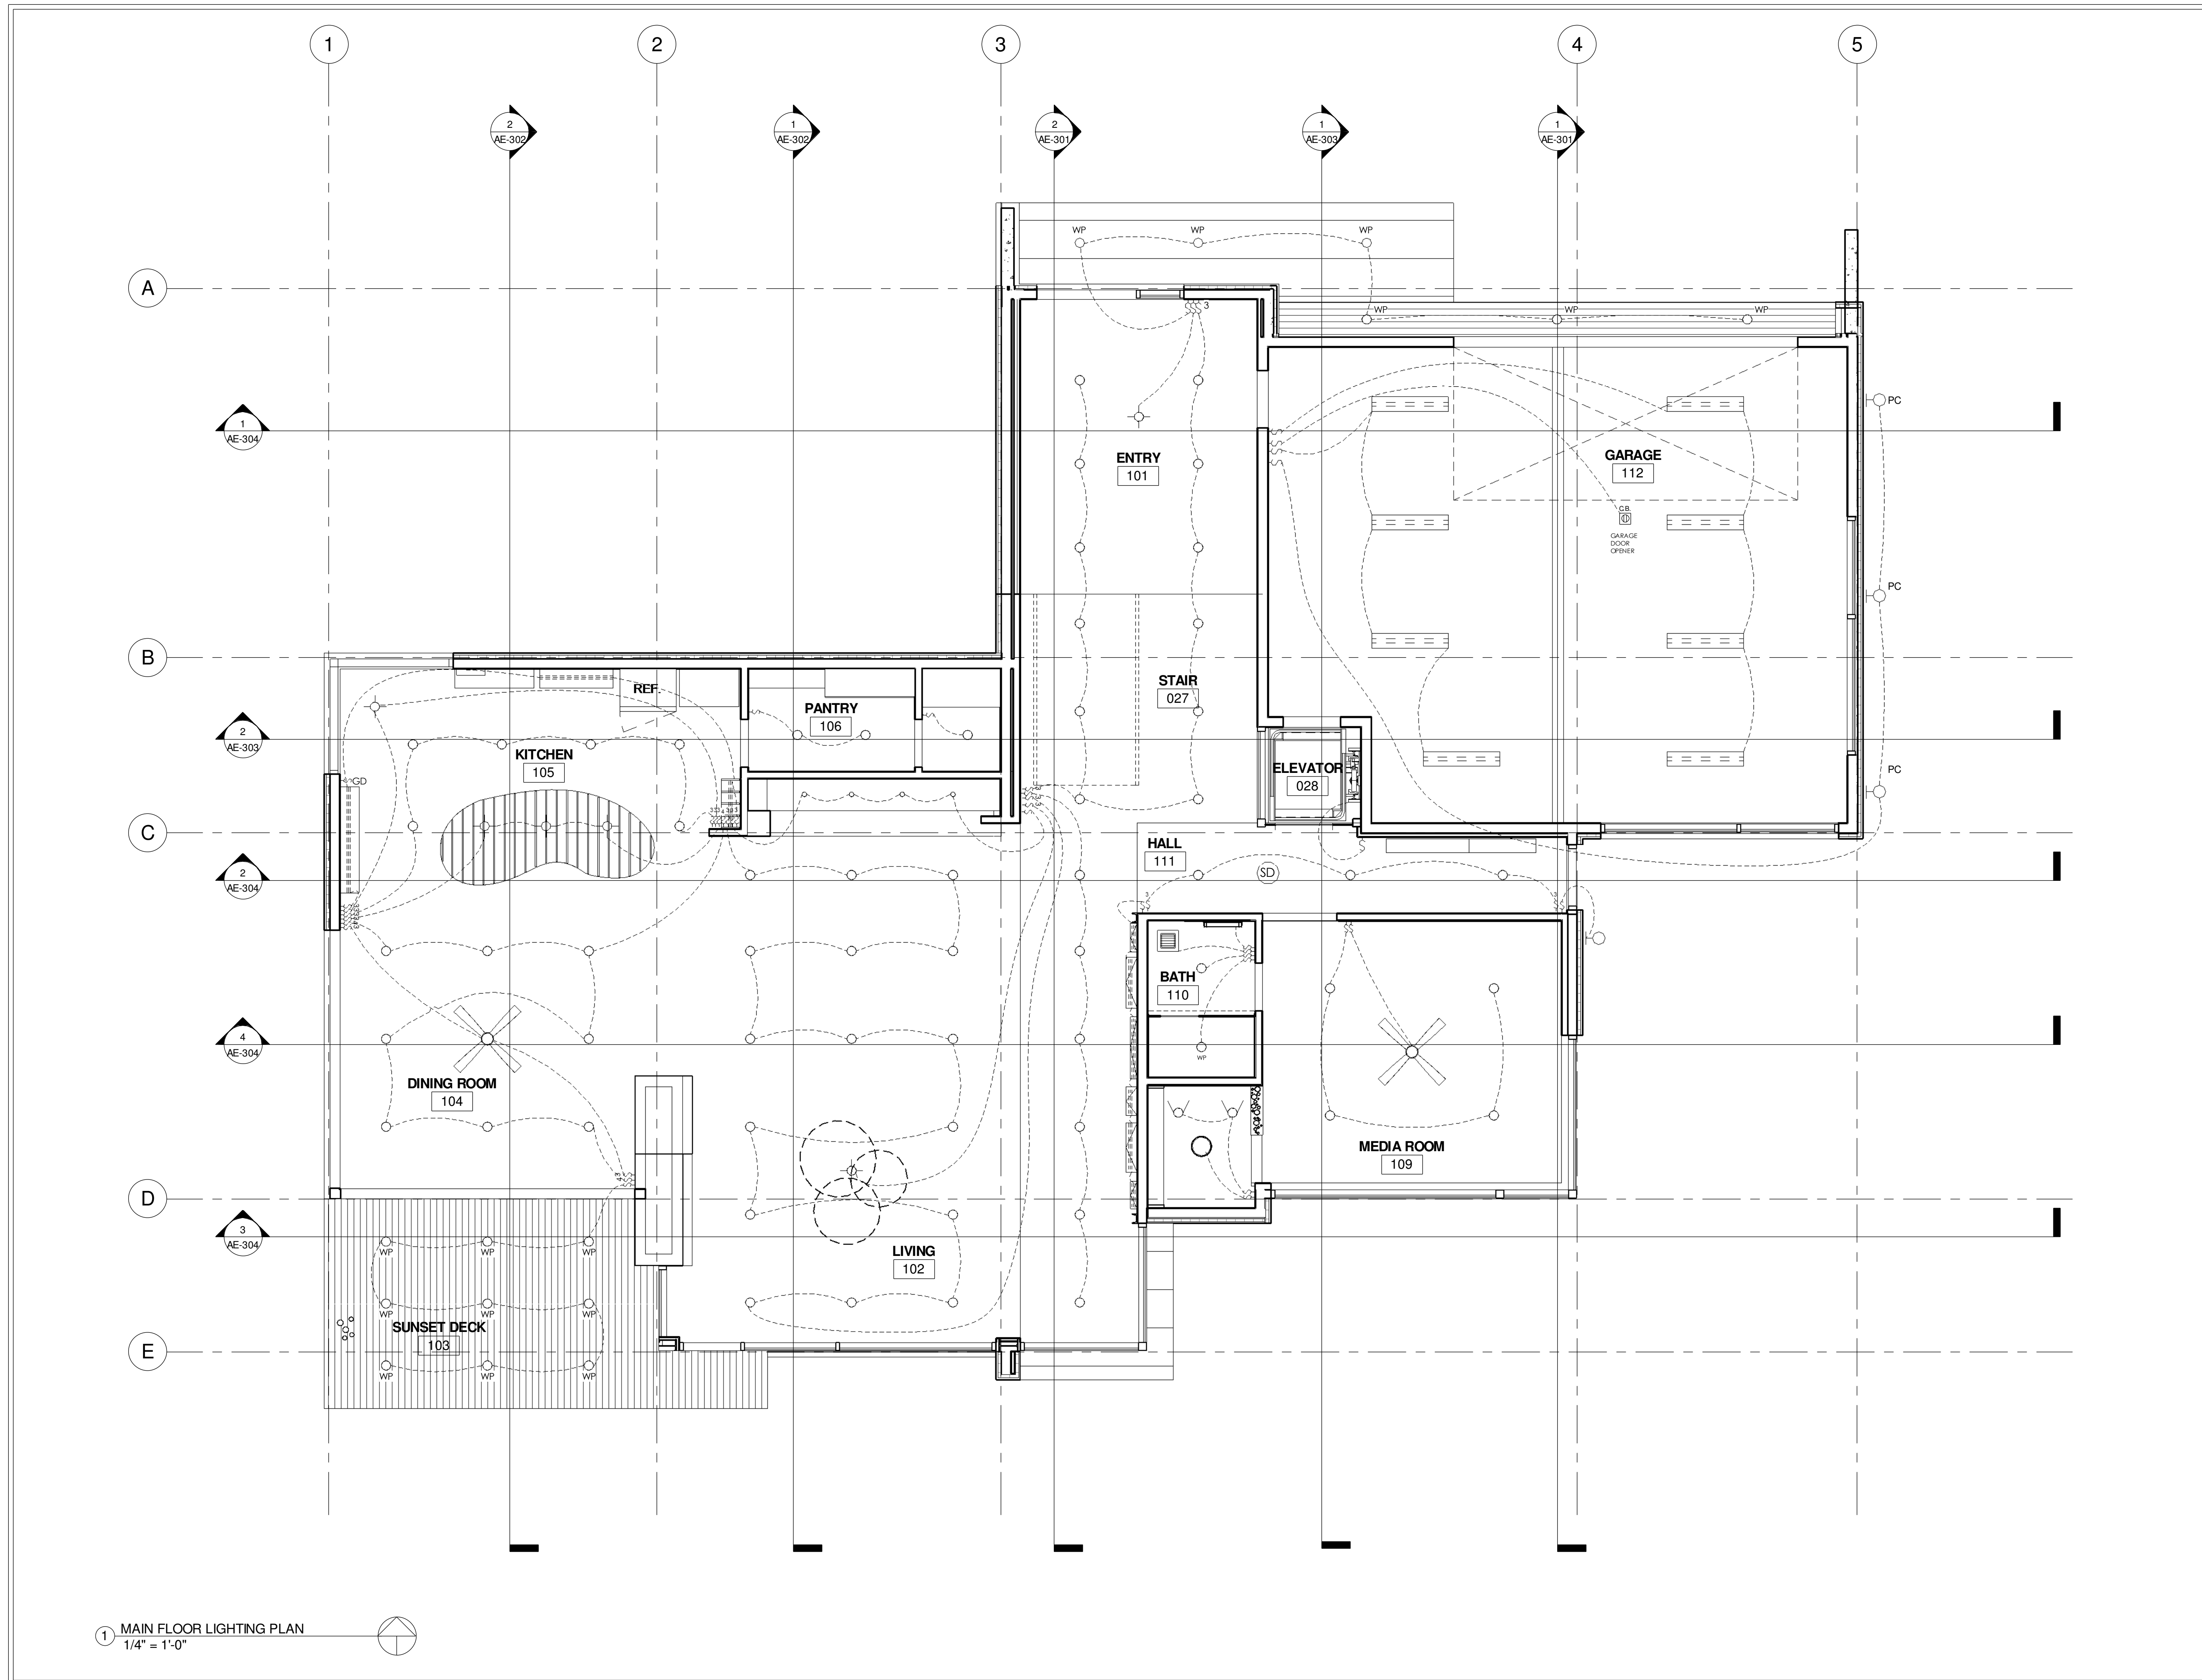 1
2
3
4
5
2
AE-302
1
AE-302
2
AE-301
1
AE-303
1
AE-301
WP
WP
WP
A
3
WP
WP
WP
PC
1
AE-304
ENTRY
101
GARAGE
112
C.B.
GARAGE
DOOR
OPENER
PC
B
REF.
STAIR
027
PANTRY
106
2
AE-303
KITCHEN
105
ELEVATOR
028
PC
GD
C
HALL
111
2
AE-304
SD
3
3
BATH
110
4
AE-304
WP
DINING ROOM
104
MEDIA ROOM
109
D
3
AE-304
WP
WP
WP
LIVING
102
WP
WP
WP
SUNSET DECK
103
E
WP
WP
WP
1
MAIN FLOOR LIGHTING PLAN
1/4" = 1'-0"